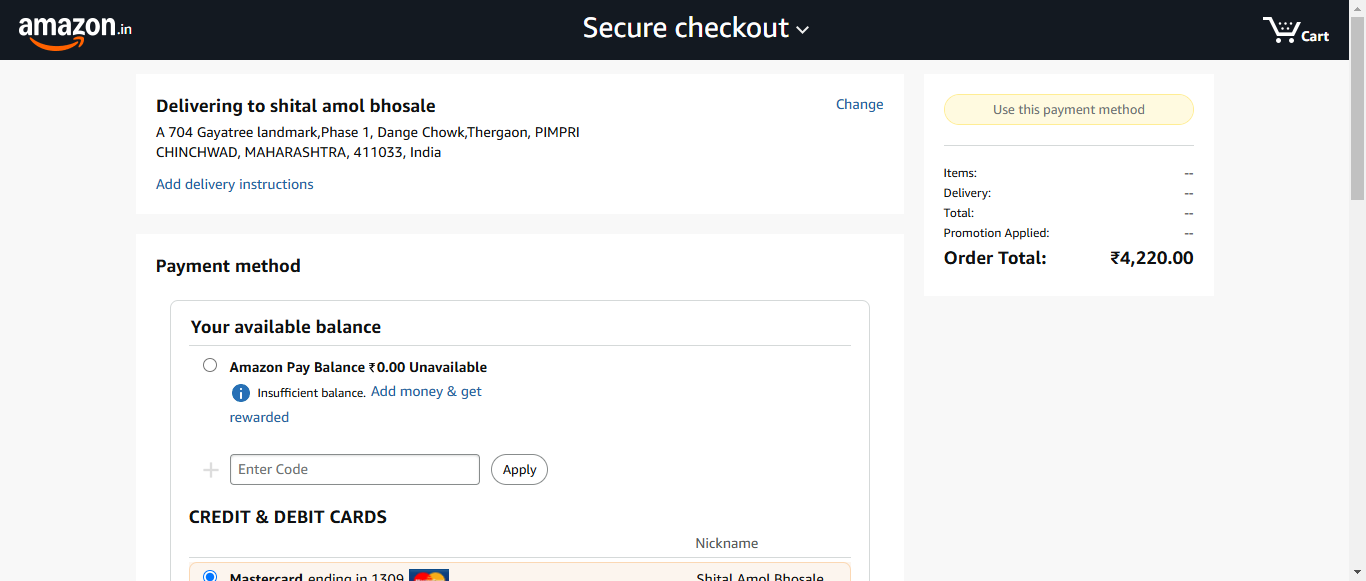 amazon.in
Secure checkout
Cart
Delivering to shital amol bhosale
Change
A 704 Gayatree landmark,Phase 1, Dange Chowk,Thergaon, PIMPRI
CHINCHWAD, MAHARASHTRA, 411033, India
Add delivery instructions
Use this payment method
Items: --
Delivery: --
Total: --
Promotion Applied: --
Order Total: ₹4,220.00
Payment method
Your available balance
Amazon Pay Balance ₹0.00 Unavailable
Insufficient balance. Add money & get
rewarded
Enter Code
Apply
CREDIT & DEBIT CARDS
Nickname
Mastercard ending in 1309
Shital Amol Bhosale